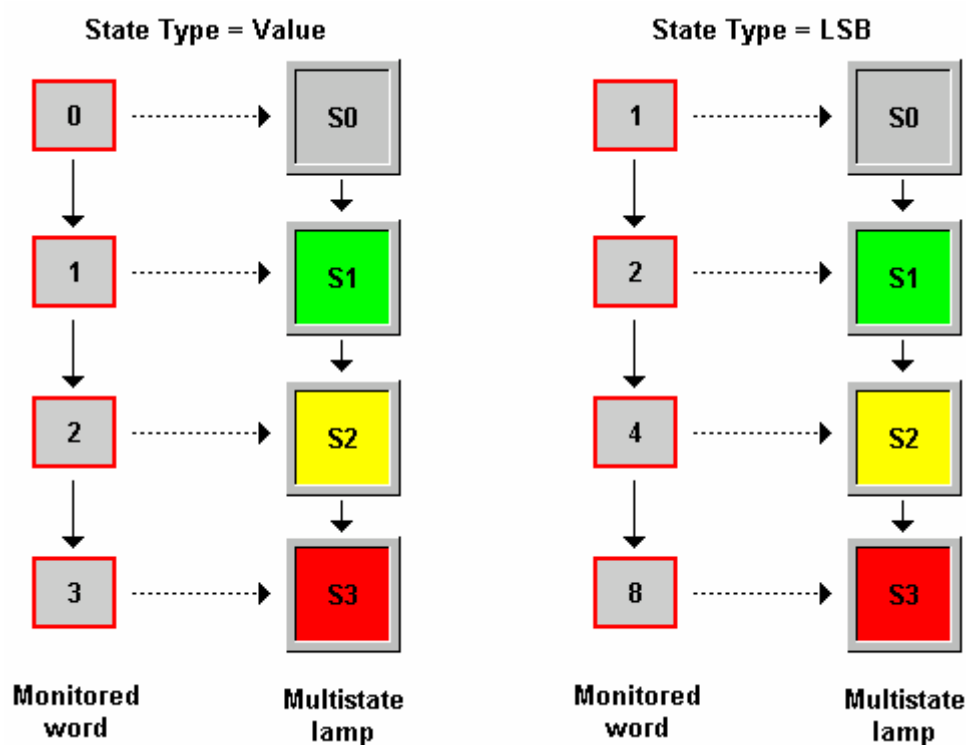 State Type = Value
State Type = LSB
0
S0
1
S0
1
S1
2
S1
2
S2
4
S2
3
S3
8
S3
Monitored
word
Multistate
lamp
Monitored
word
Multistate
lamp